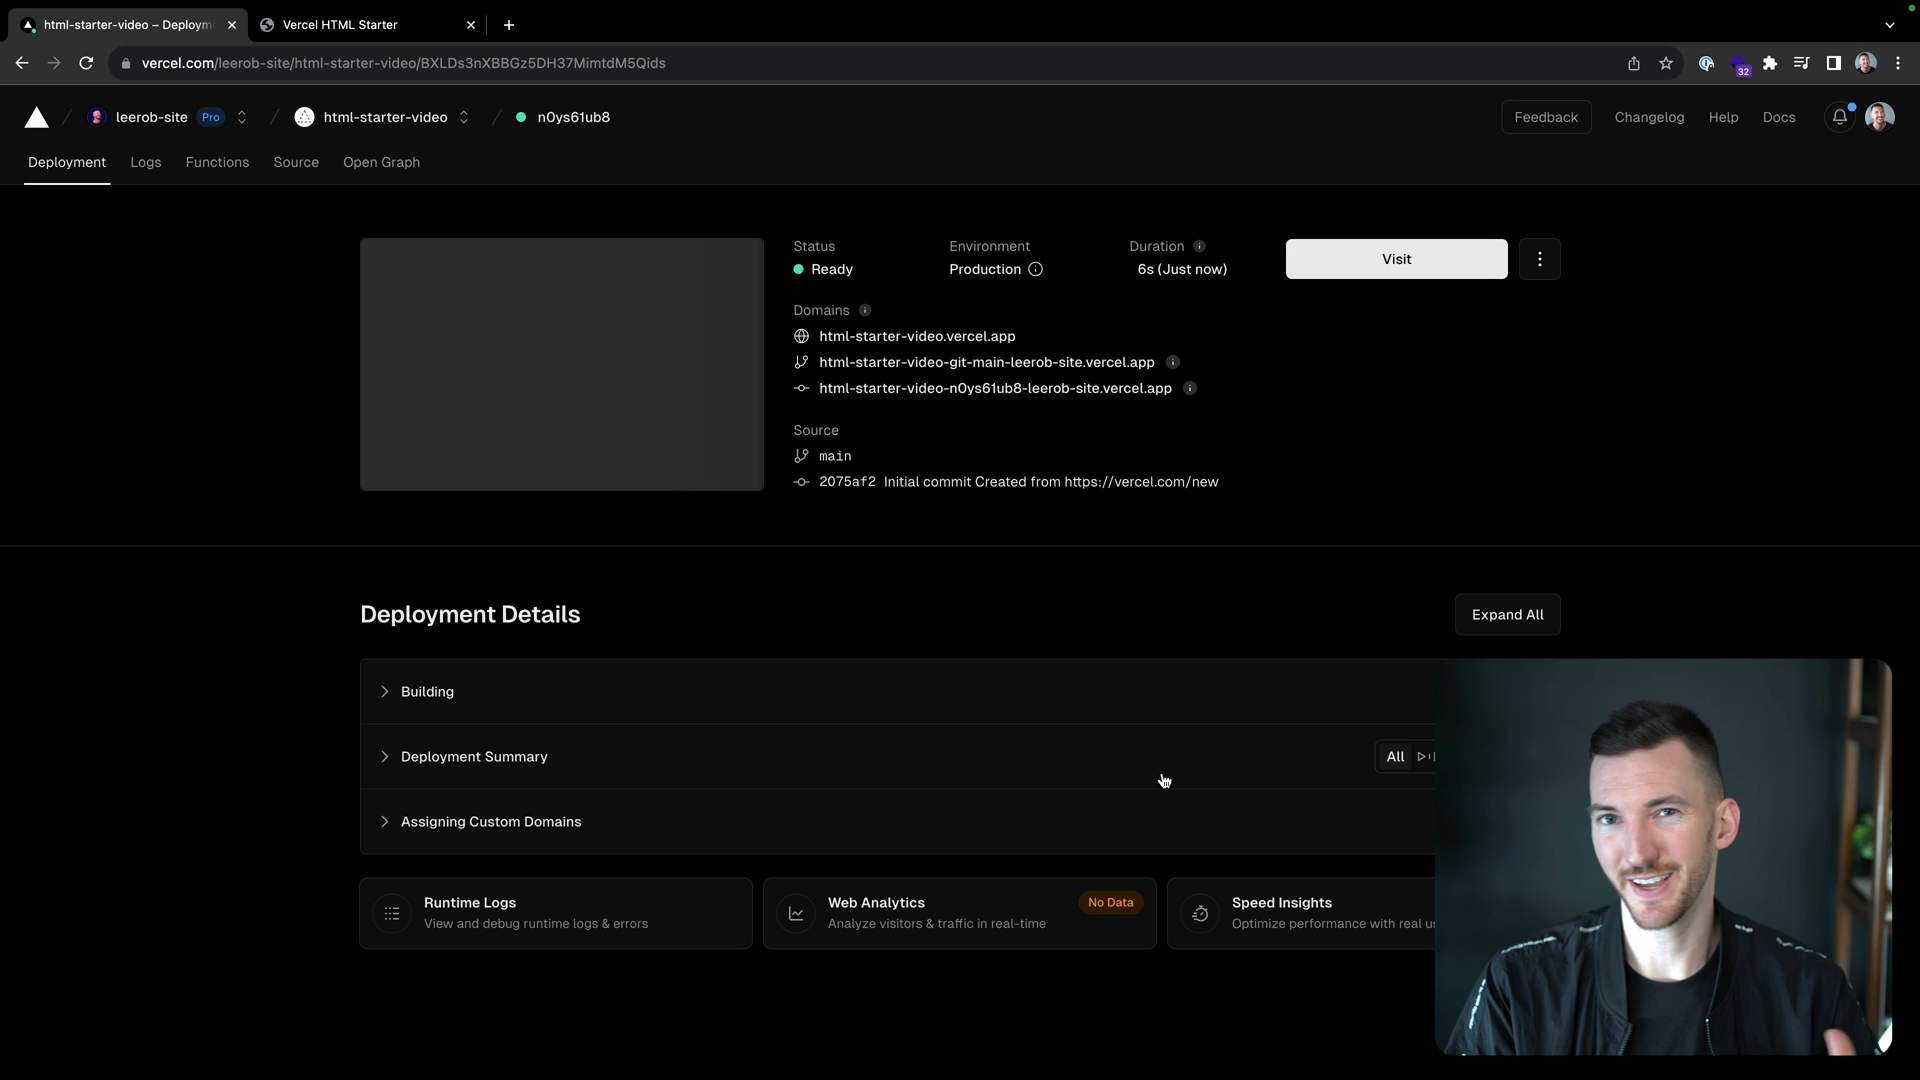 html-starter-video – Deploym
Vercel HTML Starter
vercel.com/leerob-site/html-starter-video/BXLDs3nXBBGz5DH37MimtdM5Qids
32
leerob-site Pro
html-starter-video
n0ys61ub8
Feedback
Changelog
Help
Docs
Deployment
Logs
Functions
Source
Open Graph
Status
Ready
Environment
Production
Duration
6s (Just now)
Visit
Domains
html-starter-video.vercel.app
html-starter-video-git-main-leerob-site.vercel.app
html-starter-video-n0ys61ub8-leerob-site.vercel.app
Source
main
2075af2 Initial commit Created from https://vercel.com/new
Deployment Details
Expand All
Building
Deployment Summary
All
Assigning Custom Domains
Runtime Logs
View and debug runtime logs & errors
Web Analytics
No Data
Analyze visitors & traffic in real-time
Speed Insights
Optimize performance with real us